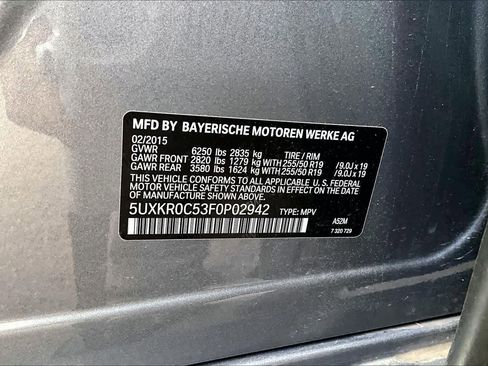 MFD BY BAYERISCHE MOTOREN WERKE AG
02/2015
GVWR 6250 lbs 2835 kg TIRE / RIM
GAWR FRONT 2820 lbs 1279 kg WITH 255/50 R19 /9.0J x 19
GAWR REAR 3580 lbs 1624 kg WITH 255/50 R19 /9.0J x 19
THIS VEHICLE CONFORMS TO ALL APPLICABLE U.S. FEDERAL
MOTOR VEHICLE SAFETY STANDARDS IN EFFECT ON THE DATE
OF MANUFACTURE SHOWN ABOVE.
5UXKR0C53F0P02942 TYPE: MPV A52M
7 320 729